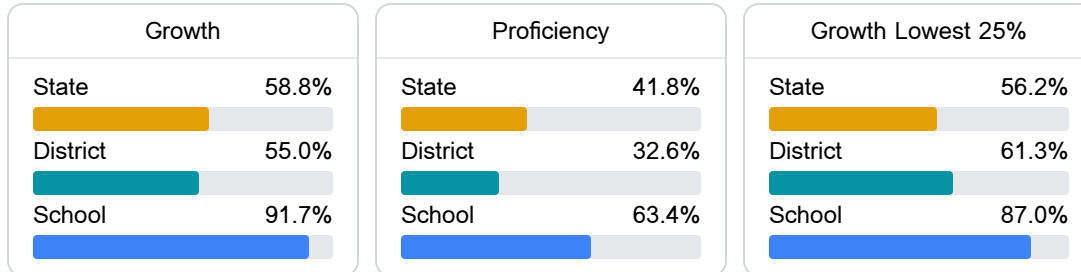 Growth
State 58.8%
District 55.0%
School 91.7%
Proficiency
State 41.8%
District 32.6%
School 63.4%
Growth Lowest 25%
State 56.2%
District 61.3%
School 87.0%